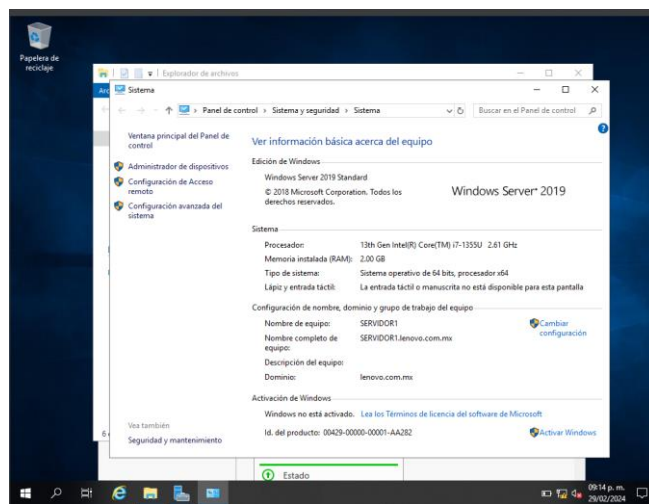 Papelera de
reciclaje
Explorador de archivos
Arc
Sistema
Panel de control > Sistema y seguridad > Sistema
Buscar en el Panel de control
Ventana principal del Panel de
control
Administrador de dispositivos
Configuración de Acceso
remoto
Configuración avanzada del
sistema
Ver información básica acerca del equipo
Edición de Windows
Windows Server 2019 Standard
© 2018 Microsoft Corporation. Todos los
derechos reservados.
Windows Server 2019
Sistema
Procesador: 13th Gen Intel(R) Core(TM) i7-1355U 2.61 GHz
Memoria instalada (RAM): 2.00 GB
Tipo de sistema: Sistema operativo de 64 bits, procesador x64
Lápiz y entrada táctil: La entrada táctil o manuscrita no está disponible para esta pantalla
Configuración de nombre, dominio y grupo de trabajo del equipo
Nombre de equipo: SERVIDOR1
Cambiar
configuración
Nombre completo de
equipo: SERVIDOR1.lenovo.com.mx
Descripción del equipo:
Dominio: lenovo.com.mx
Activación de Windows
Windows no está activado. Lea los Términos de licencia del software de Microsoft
Id. del producto: 00429-00000-00001-AA282
Activar Windows
Vea también
Seguridad y mantenimiento
Estado
09:14 p. m.
29/02/2024